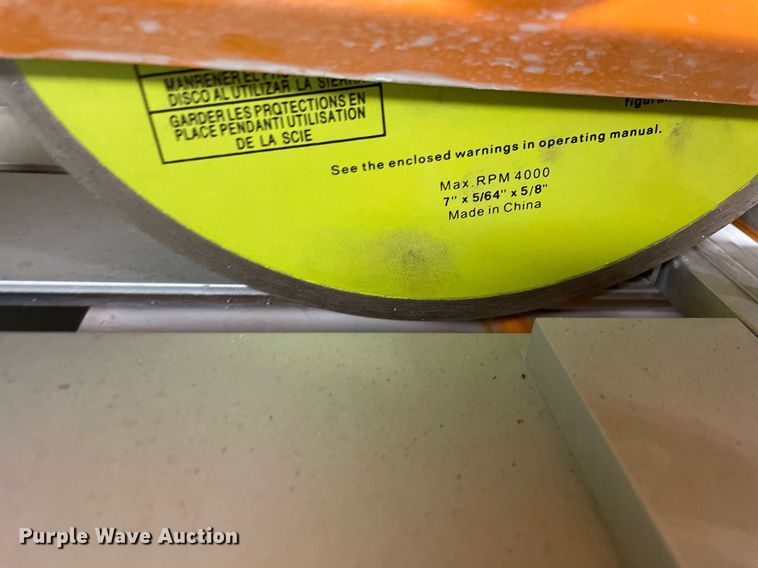 DISCO AL UTILIZAR LA SIERRA
GARDER LES PROTECTIONS EN
PLACE PENDANTI UTILISATION
DE LA SCIE
See the enclosed warnings in operating manual.
Max. RPM 4000
7" x 5/64" x 5/8"
Made in China
Purple Wave Auction